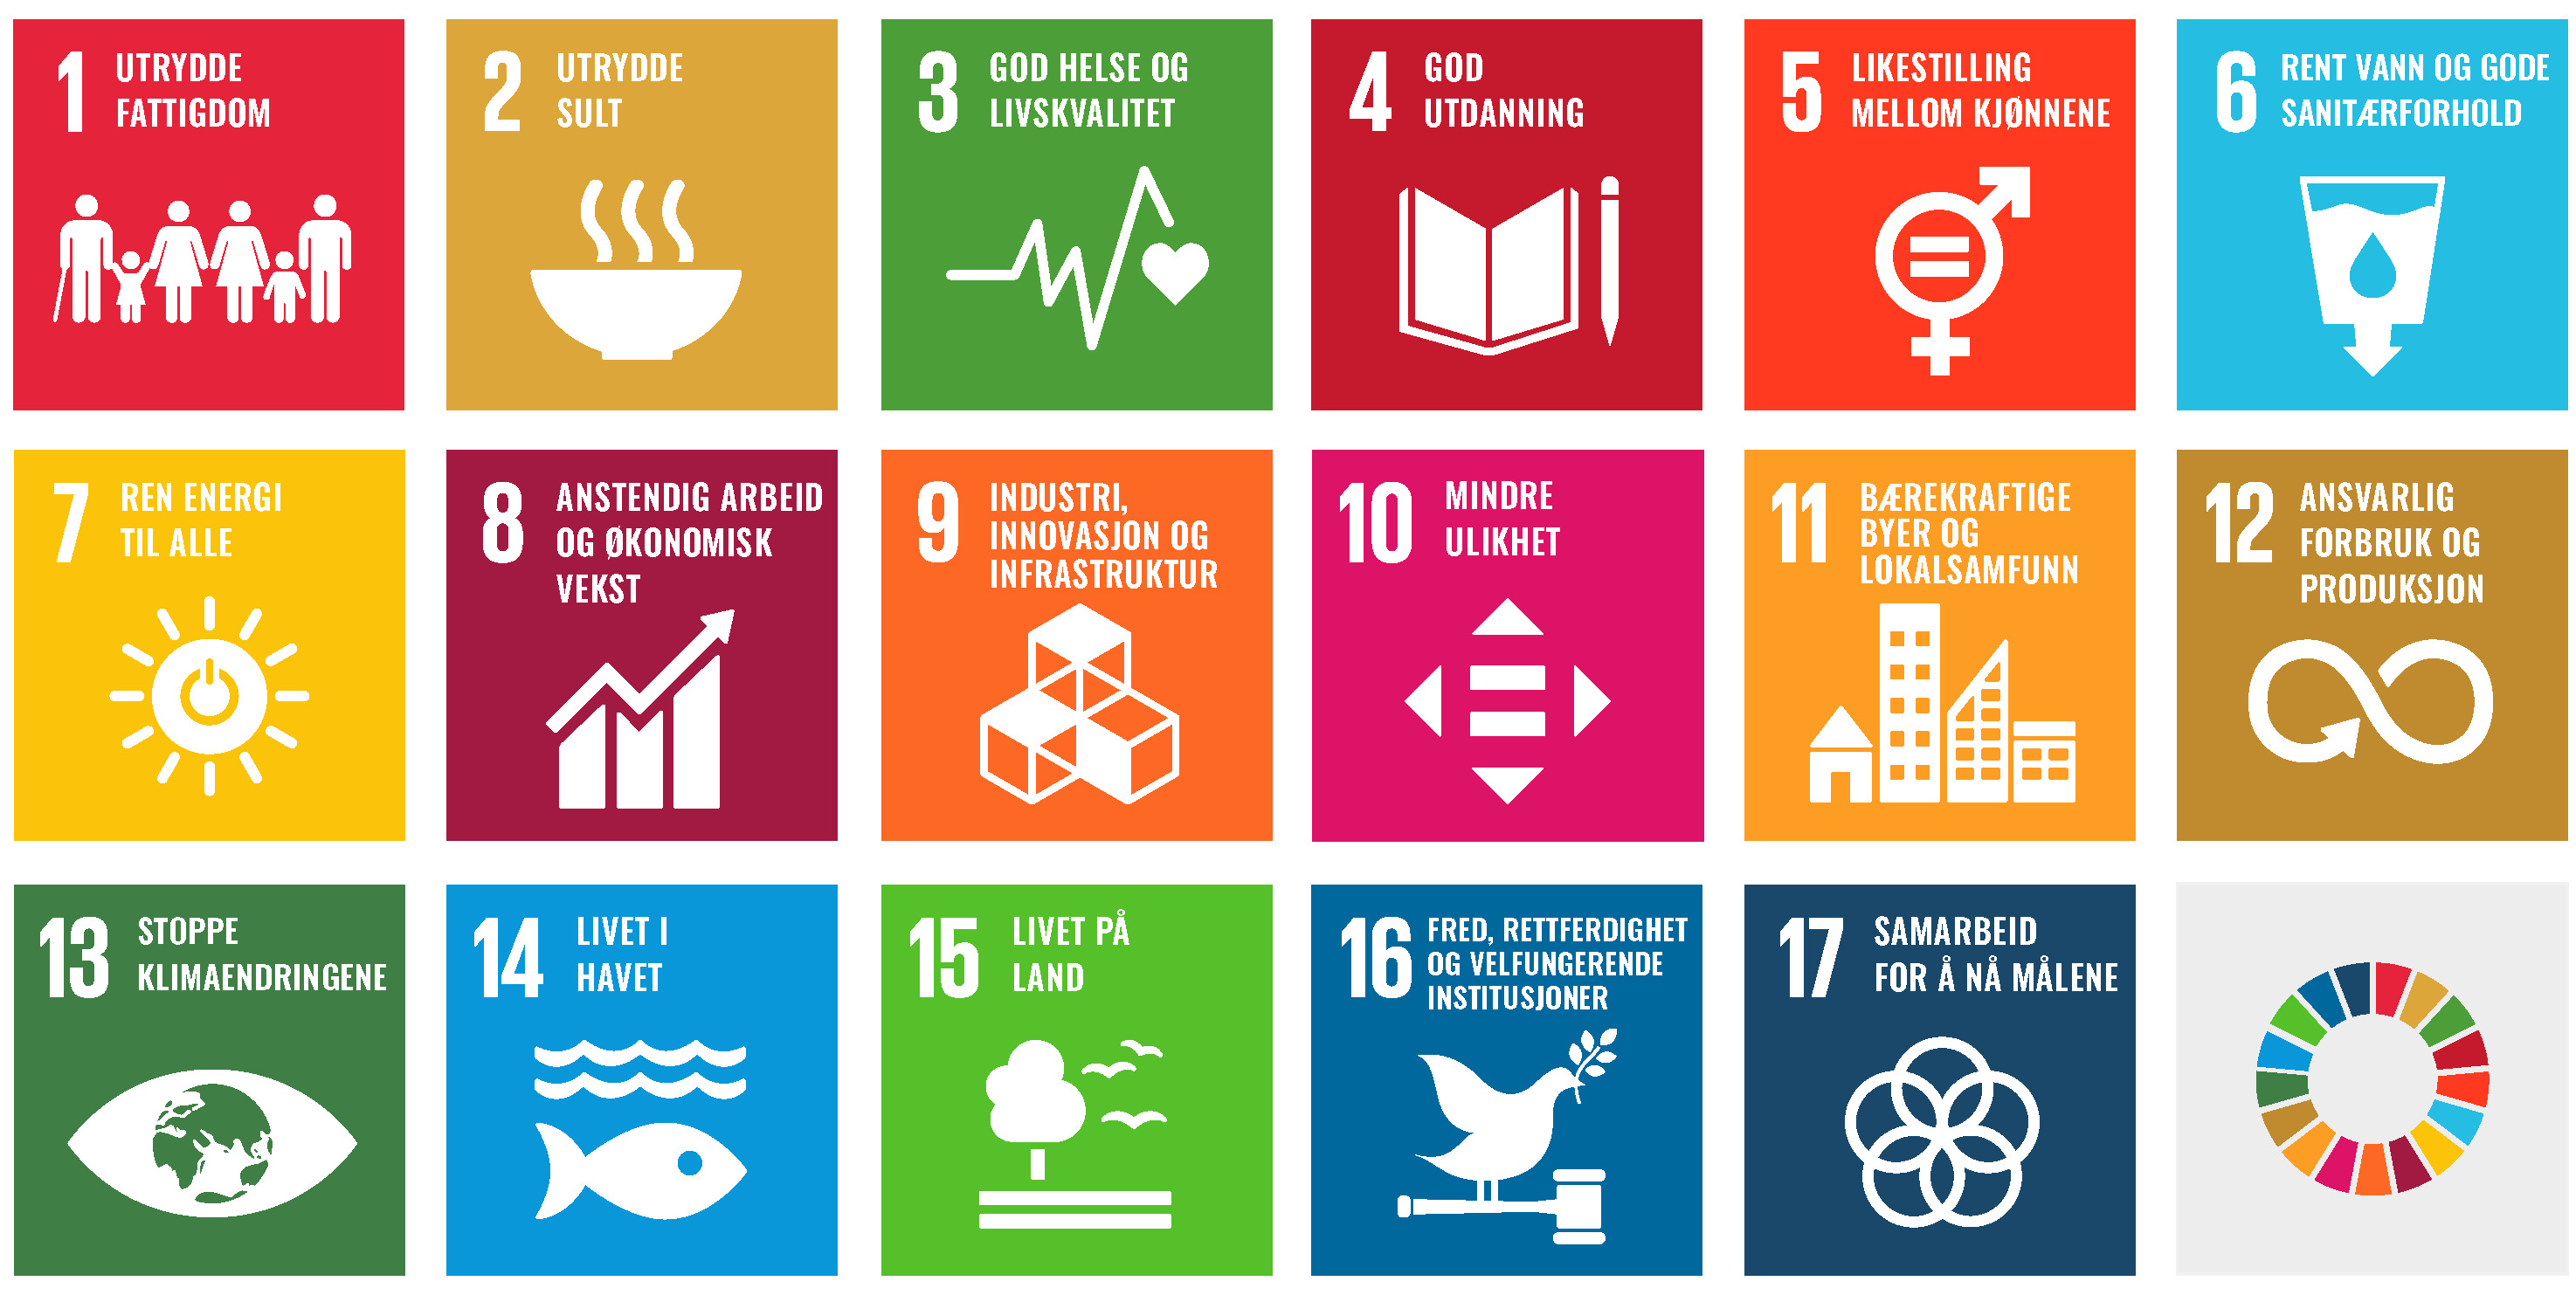 1 UTRYDDE
FATTIGDOM
2 UTRYDDE
SULT
3 GOD HELSE OG
LIVSKVALITET
4 GOD
UTDANNING
5 LIKESTILLING
MELLOM KJØNNENE
6 RENT VANN OG GODE
SANITÆRFORHOLD
7 REN ENERGI
TIL ALLE
8 ANSTENDIG ARBEID
OG ØKONOMISK
VEKST
9 INDUSTRI,
INNOVASJON OG
INFRASTRUKTUR
10 MINDRE
ULIKHET
11 BÆREKRAFTIGE
BYER OG
LOKALSAMFUNN
12 ANSVARLIG
FORBRUK OG
PRODUKSJON
13 STOPPE
KLIMAENDRINGENE
14 LIVET I
HAVET
15 LIVET PÅ
LAND
16 FRED, RETTFERDIGHET
OG VELFUNGERENDE
INSTITUSJONER
17 SAMARBEID
FOR Å NÅ MÅLENE